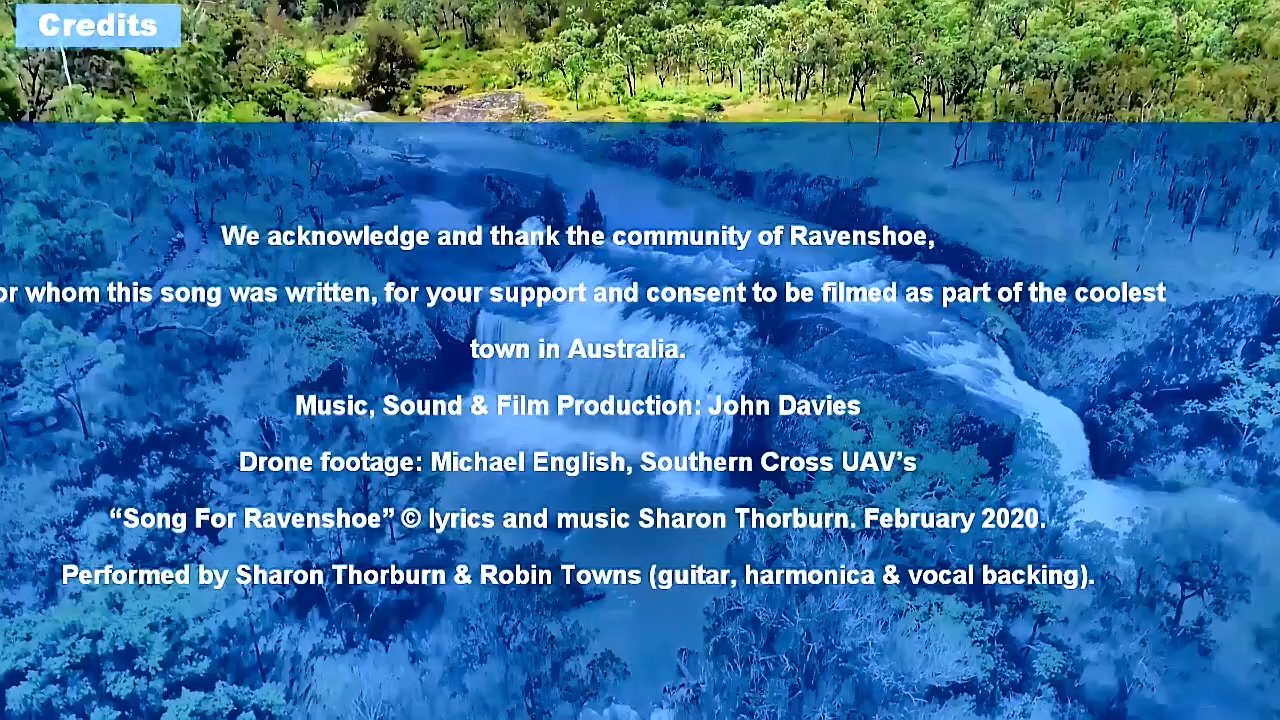 Credits
We acknowledge and thank the community of Ravenshoe,
or whom this song was written, for your support and consent to be filmed as part of the coolest
town in Australia.
Music, Sound & Film Production: John Davies
Drone footage: Michael English, Southern Cross UAV’s
“Song For Ravenshoe” © lyrics and music Sharon Thorburn. February 2020.
Performed by Sharon Thorburn & Robin Towns (guitar, harmonica & vocal backing).